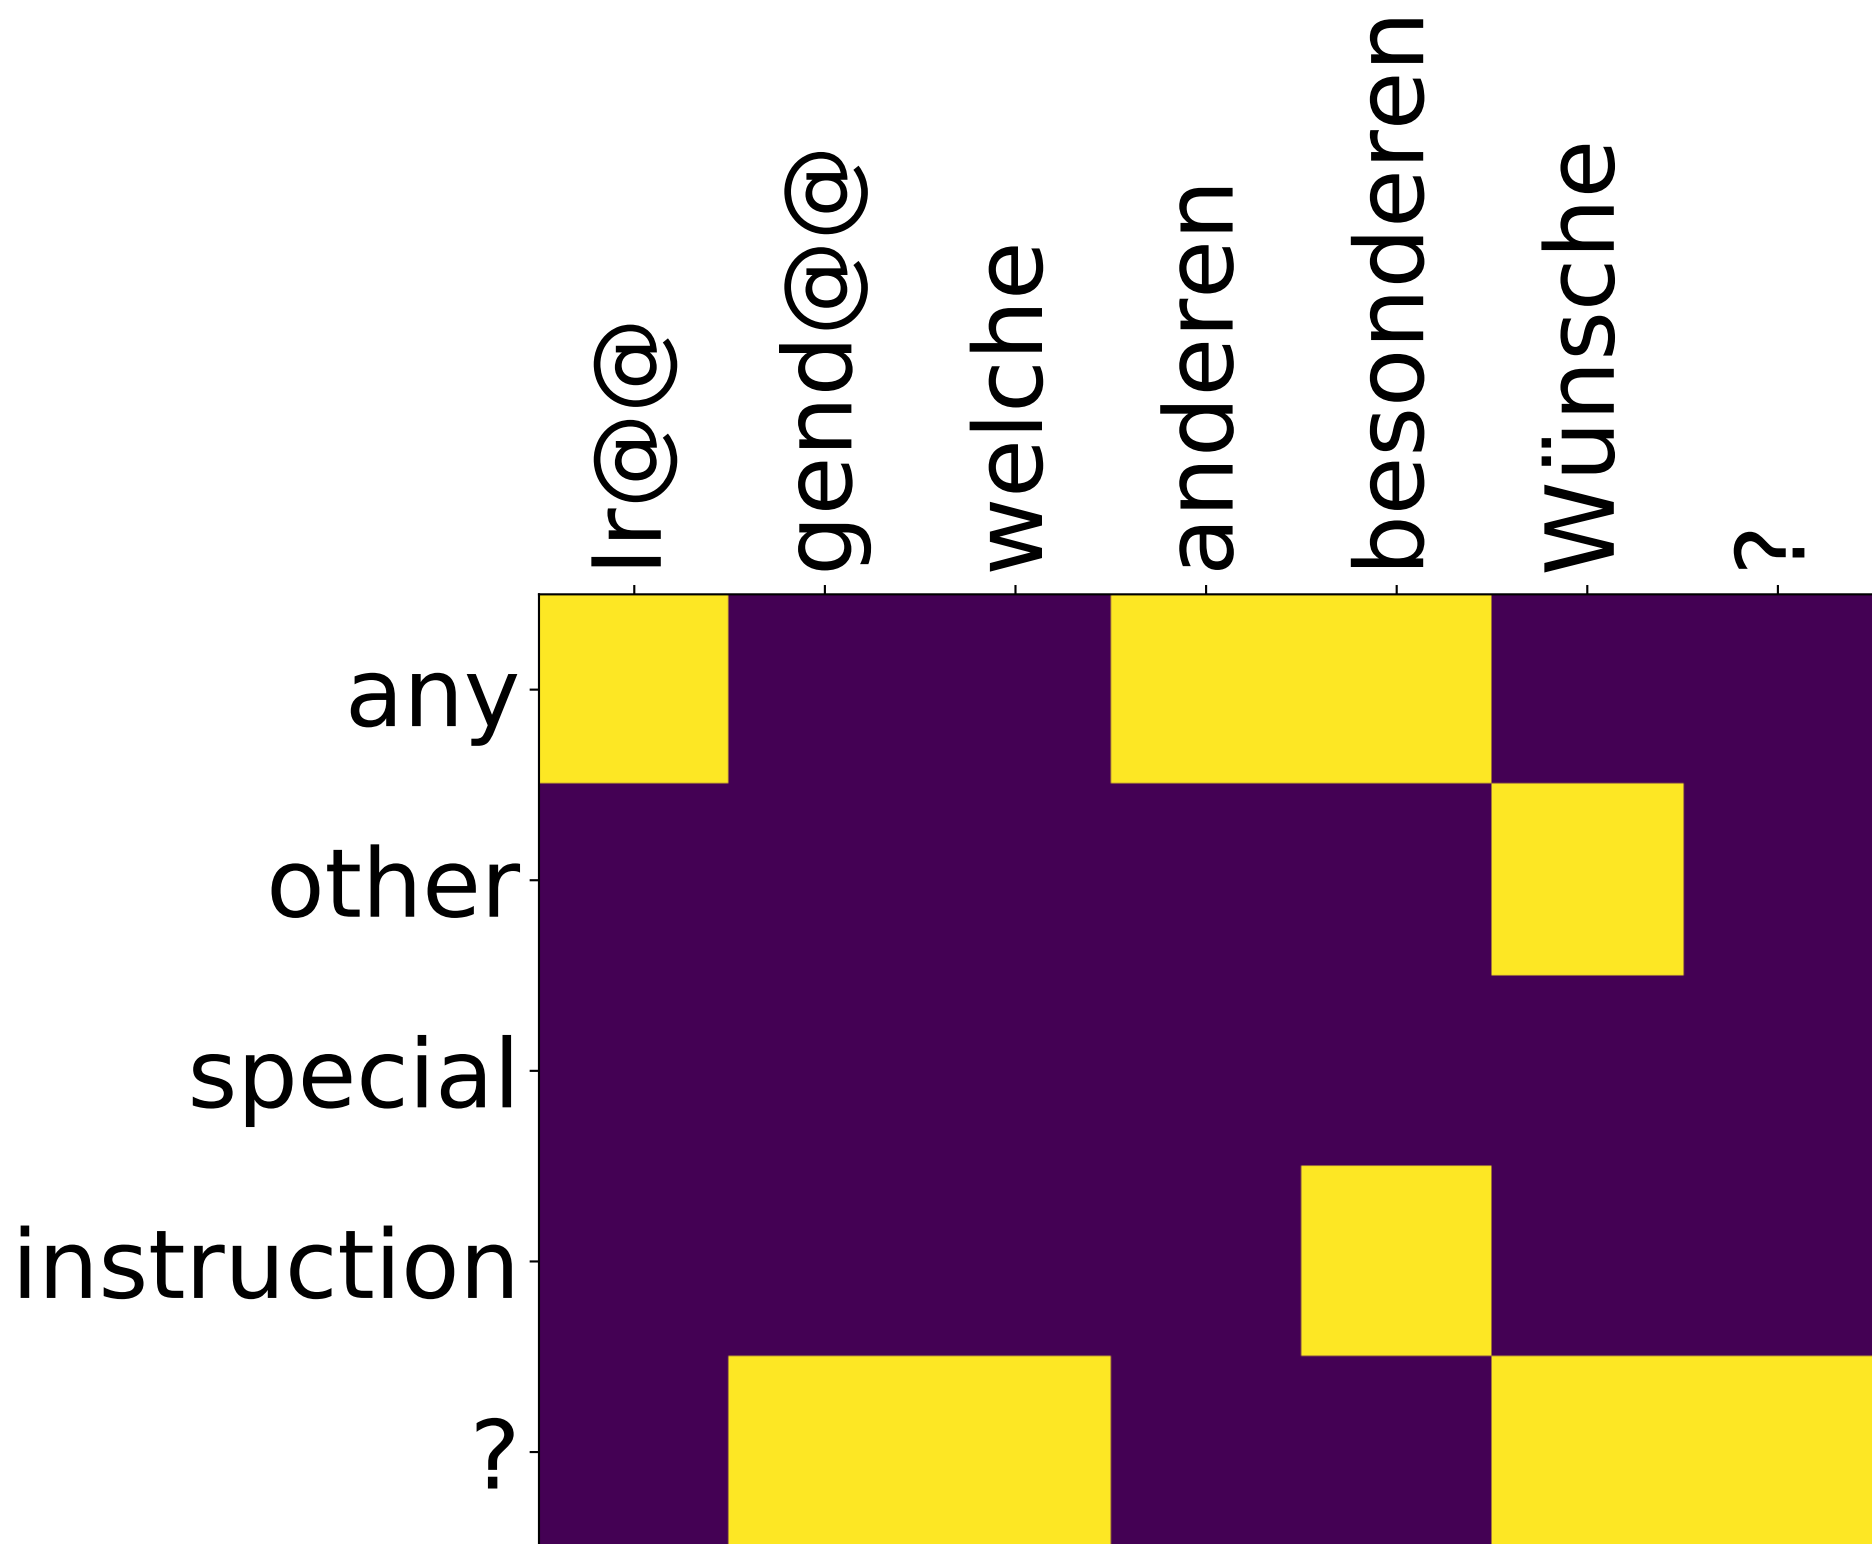 Ir@@
gend@@
welche
anderen
besonderen
Wünsche
?
any
other
special
instruction
?